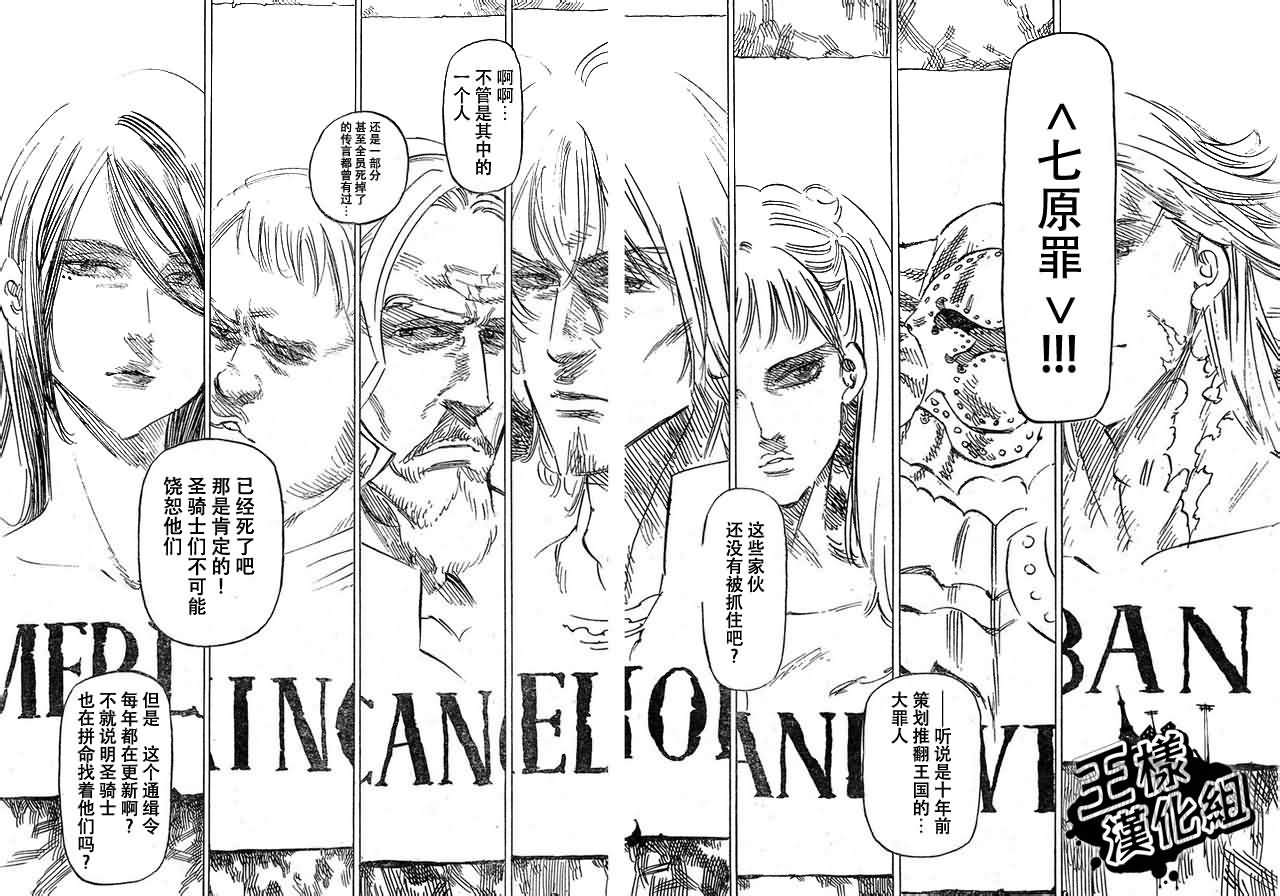 <七原罪>!!!
——听说是十年前
策划推翻王国的…
大罪人
这些家伙
还没有被抓住吧?
啊啊…
不管是其中的
一个人
还是一部分
甚至全员死掉了
的传言都曾有过…
已经死了吧
那是肯定的!
圣骑士们不可能
饶恕他们
但是 这个通缉令
每年都在更新啊?
不就说明圣骑士
也在拼命找着他们吗?
MERL
KING
CAN
EL
IO
AND
WI
BAN
王樣
漢化組